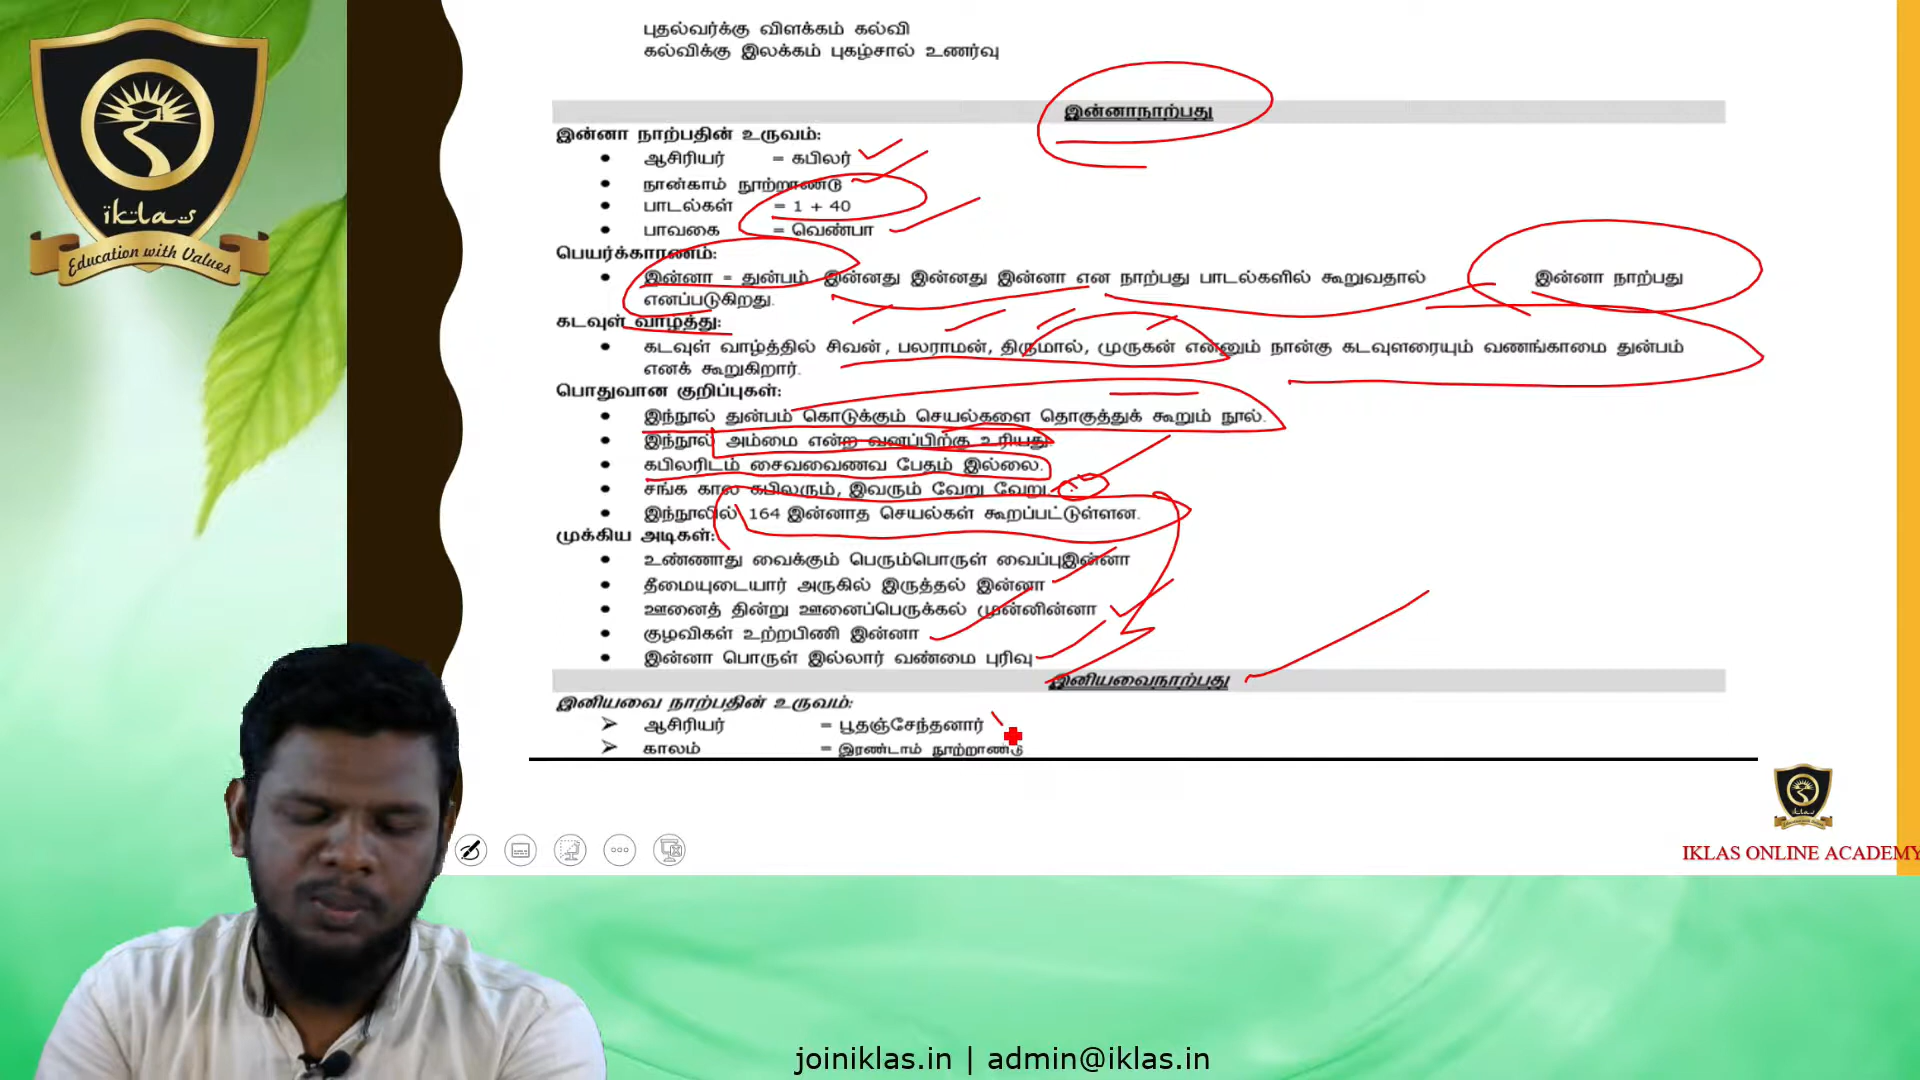 புதல்வர்க்கு விளக்கம் கல்வி
கல்விக்கு இலக்கம் புகழ்சால் உணர்வு
இன்னாநாற்பது
இன்னா நாற்பதின் உருவம்:
• ஆசிரியர் = கபிலர்
• நான்காம் நூற்றாண்டு
• பாடல்கள் = 1 + 40
• பாவகை = வெண்பா
பெயர்க்காரணம்:
• இன்னா = துன்பம் இன்னது இன்னது இன்னா என நாற்பது பாடல்களில் கூறுவதால் இன்னா நாற்பது
எனப்படுகிறது.
கடவுள் வாழ்த்து:
• கடவுள் வாழ்த்தில் சிவன், பலராமன், திருமால், முருகன் என்னும் நான்கு கடவுளரையும் வணங்காமை துன்பம்
எனக் கூறுகிறார்.
பொதுவான குறிப்புகள்:
• இந்நூல் துன்பம் கொடுக்கும் செயல்களை தொகுத்துக் கூறும் நூல்.
• இந்நூல் அம்மை என்ற வனப்பிற்கு உரியது.
• கபிலரிடம் சைவவைணவ பேதம் இல்லை.
• சங்க கால கபிலரும், இவரும் வேறு வேறு.
• இந்நூலில் 164 இன்னாத செயல்கள் கூறப்பட்டுள்ளன.
முக்கிய அடிகள்:
• உண்ணாது வைக்கும் பெரும்பொருள் வைப்புஇன்னா
• தீமையுடையார் அருகில் இருத்தல் இன்னா
• ஊனைத் தின்று ஊனைப்பெருக்கல் முன்னின்னா
• குழவிகள் உற்றபிணி இன்னா
• இன்னா பொருள் இல்லார் வண்மை புரிவு
இனியவைநாற்பது
இனியவை நாற்பதின் உருவம்:
➢ ஆசிரியர் = பூதஞ்சேந்தனார்
➢ காலம் = இரண்டாம் நூற்றாண்டு
iklas
Education with Values
IKLAS ONLINE ACADEMY
joiniklas.in | admin@iklas.in